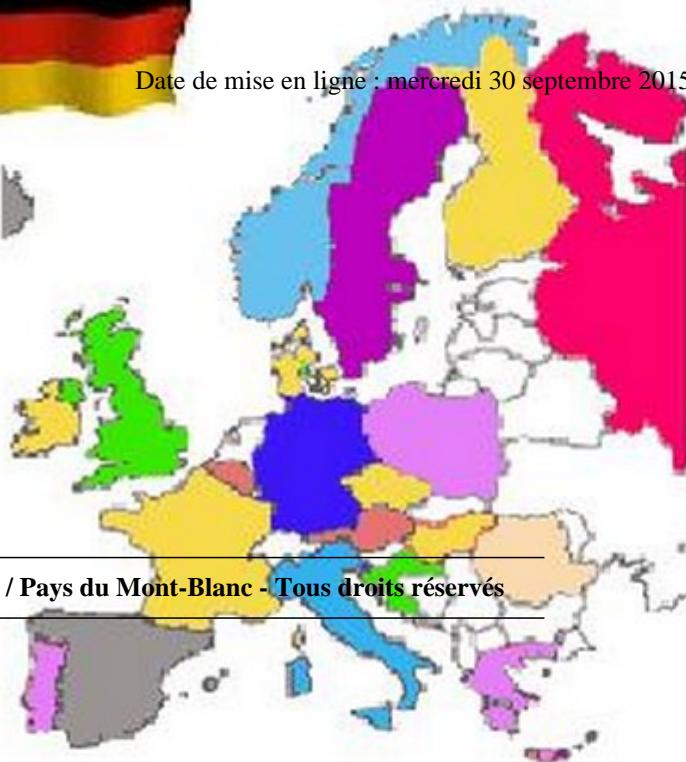 Date de mise en ligne : mercredi 30 septembre 2015
/ Pays du Mont-Blanc - Tous droits réservés